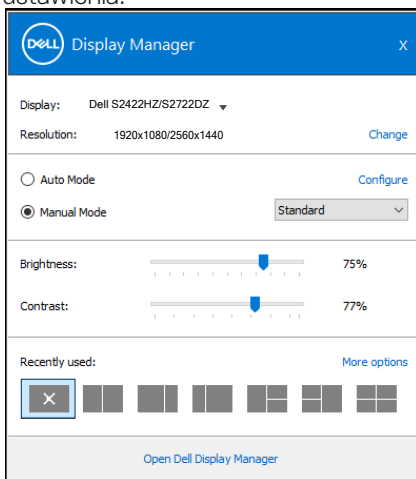 ustawienia.
DELL Display Manager X
Display: Dell S2422HZ/S2722DZ
Resolution: 1920x1080/2560x1440 Change
Auto Mode Configure
Manual Mode Standard
Brightness: 75%
Contrast: 77%
Recently used: More options
Open Dell Display Manager